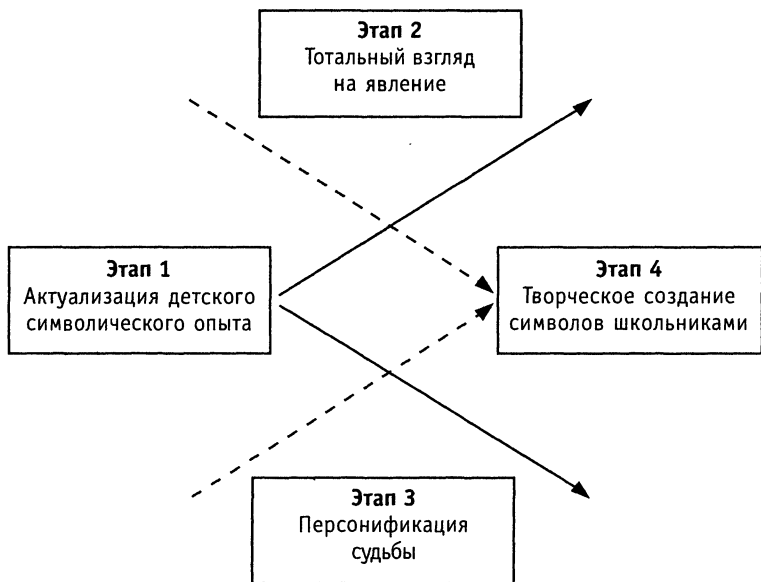 Этап 2
Тотальный взгляд
на явление
Этап 1
Актуализация детского
символического опыта
Этап 4
Творческое создание
символов школьниками
Этап 3
Персонификация
судьбы